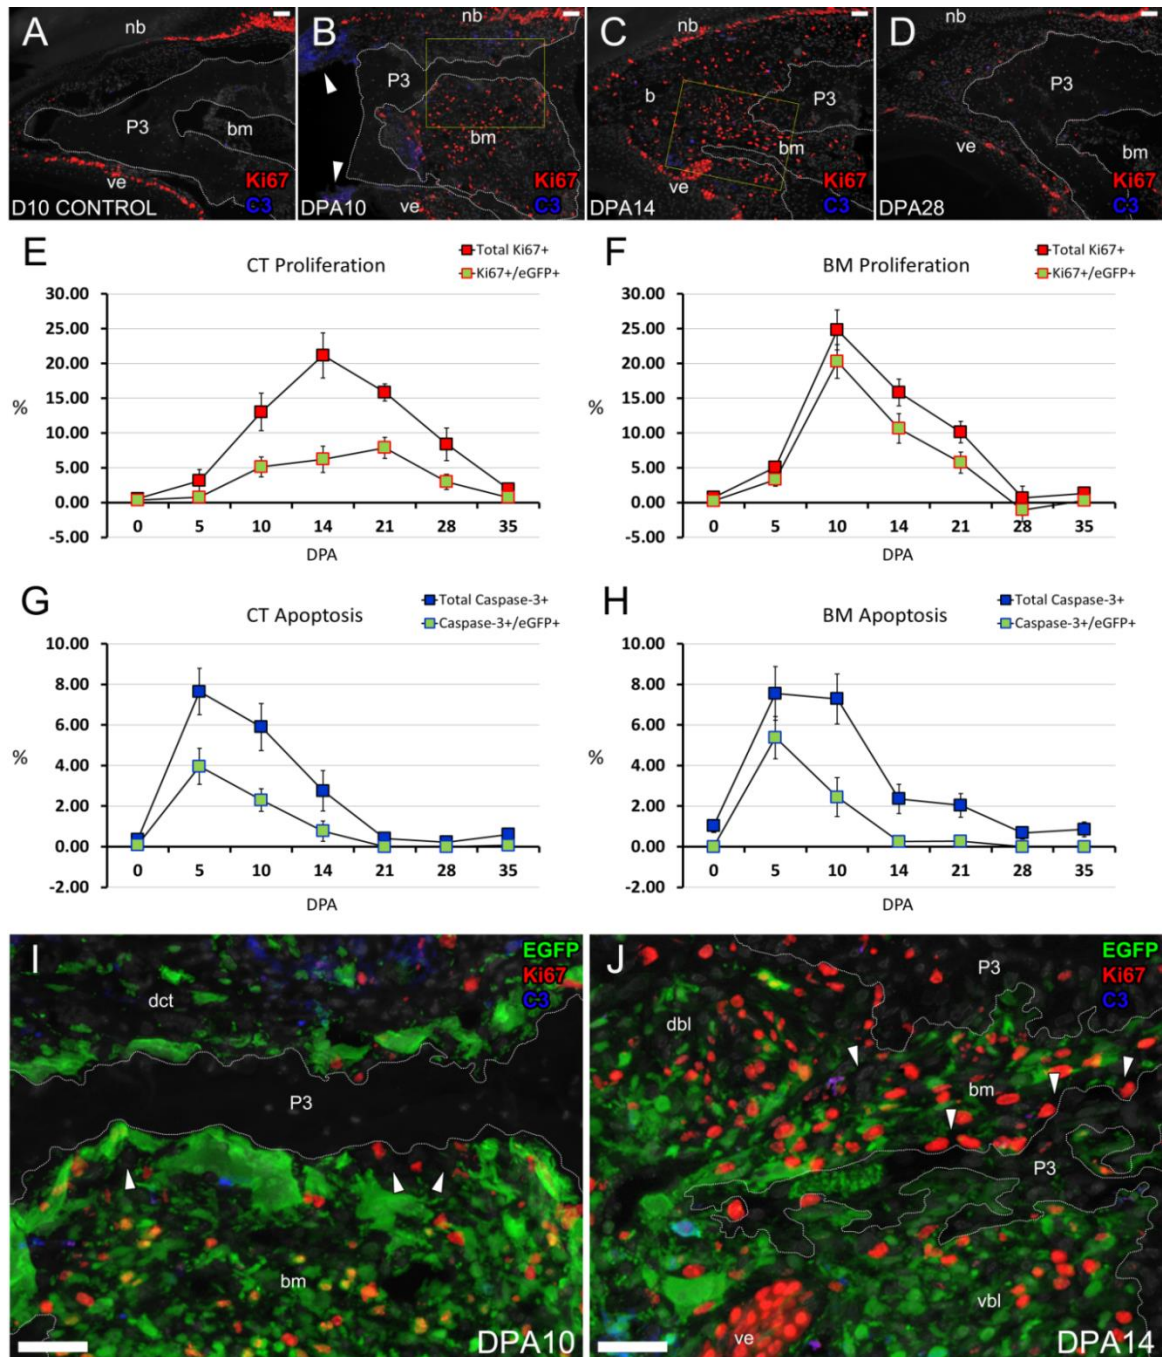 A
nb
P3
bm
ve
Ki67
D10 CONTROL
C3
B
nb
P3
bm
ve
Ki67
DPA10
C3
C
nb
b
P3
bm
ve
Ki67
DPA14
C3
D
nb
P3
bm
ve
Ki67
DPA28
C3
E
CT Proliferation
Total Ki67+
Ki67+/eGFP+
30.00
25.00
20.00
15.00
10.00
5.00
0.00
-5.00
%
0 5 10 14 21 28 35
DPA
F
BM Proliferation
Total Ki67+
Ki67+/eGFP+
30.00
25.00
20.00
15.00
10.00
5.00
0.00
-5.00
%
0 5 10 14 21 28 35
DPA
G
CT Apoptosis
Total Caspase-3+
Caspase-3+/eGFP+
10.00
8.00
6.00
4.00
2.00
0.00
-2.00
%
0 5 10 14 21 28 35
DPA
H
BM Apoptosis
Total Caspase-3+
Caspase-3+/eGFP+
10.00
8.00
6.00
4.00
2.00
0.00
-2.00
%
0 5 10 14 21 28 35
DPA
I
EGFP
Ki67
C3
dct
P3
bm
DPA10
J
EGFP
Ki67
C3
P3
dbl
bm
P3
vbl
ve
DPA14